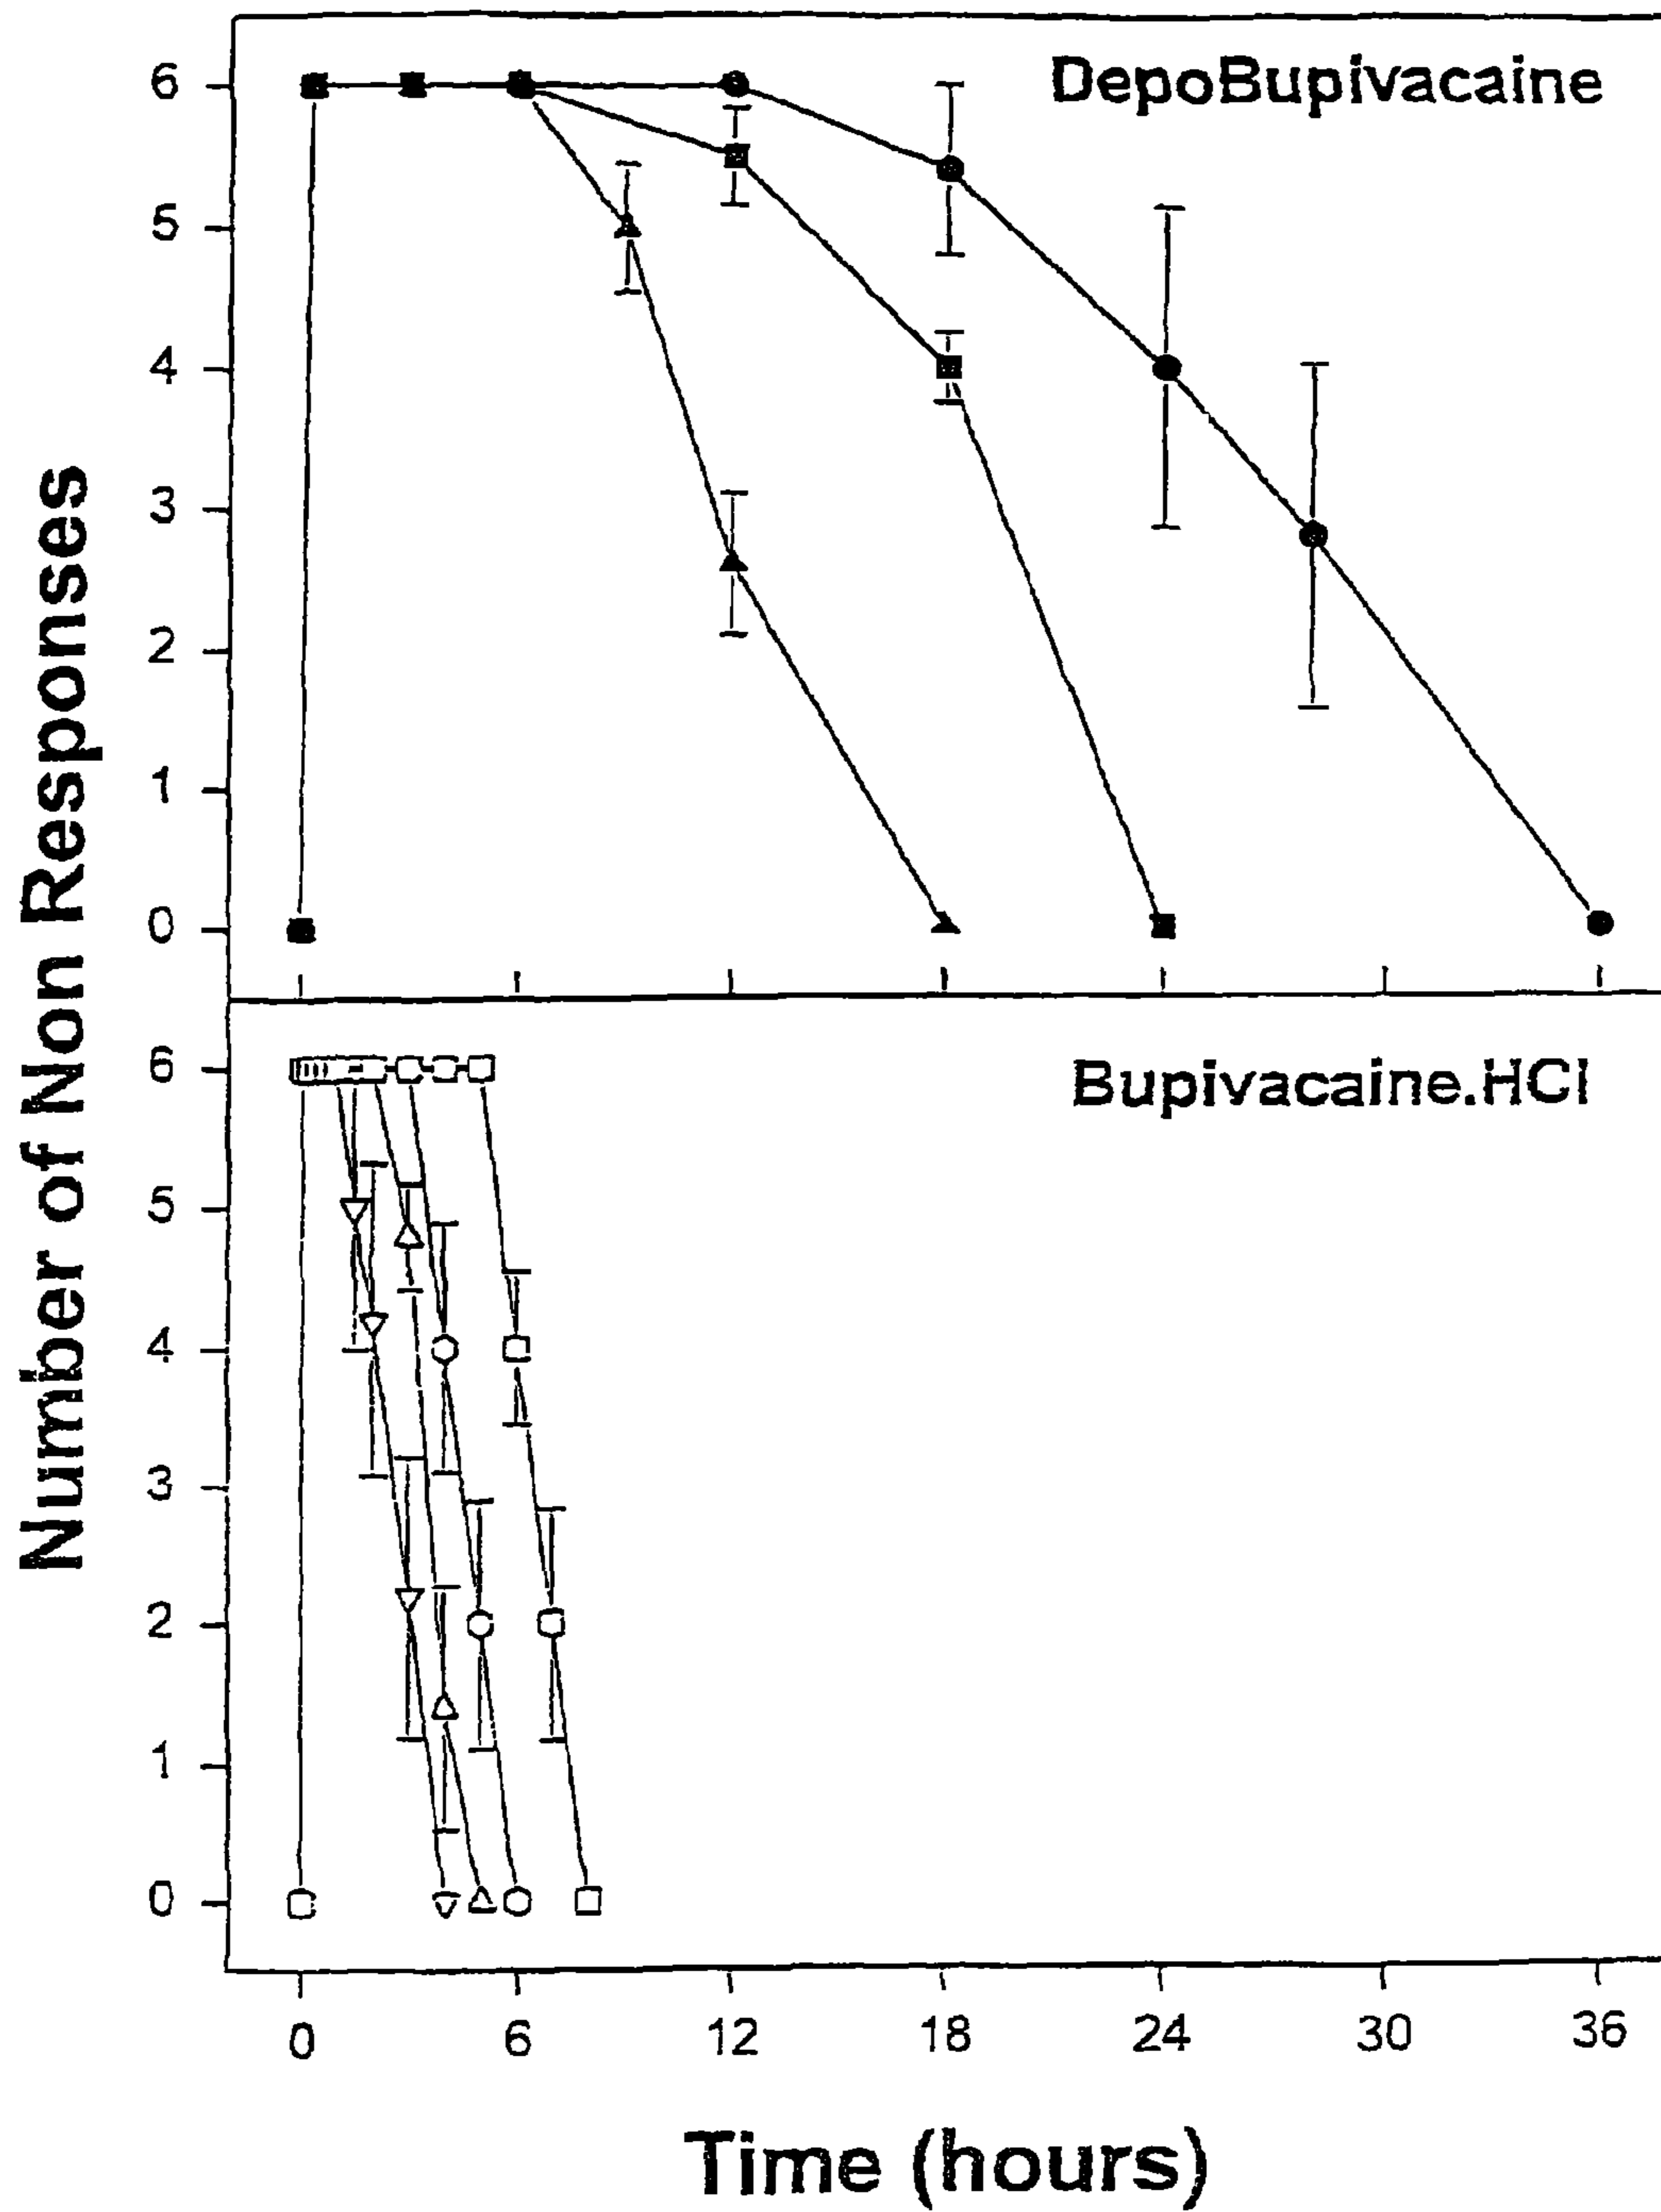 DepoBupivacaine
6
5
4
3
2
1
0
Number of Non Responses
Bupivacaine.HCl
6
5
4
3
2
1
0
0 6 12 18 24 30 36
Time (hours)